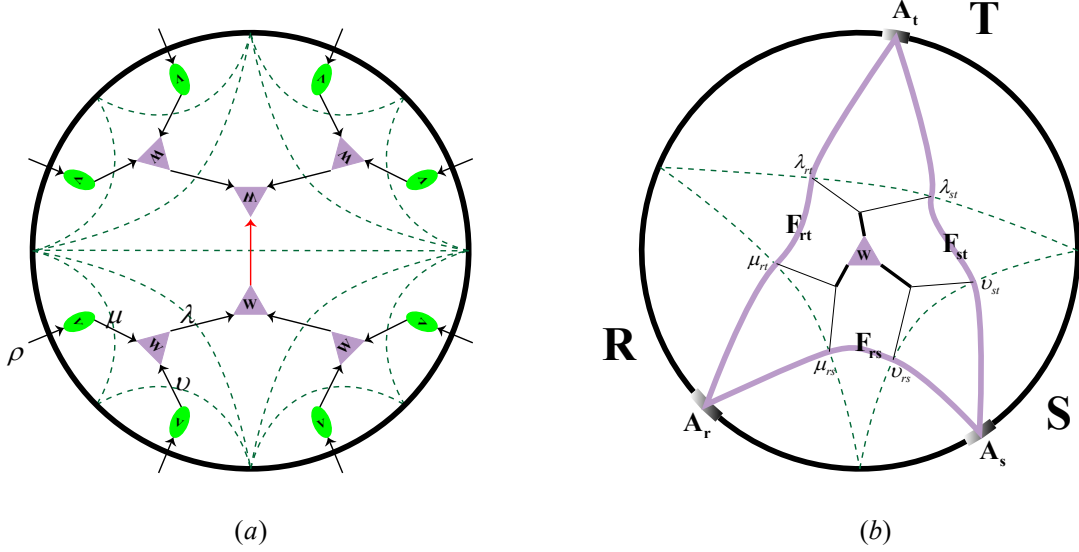 A_t T
V V
V V
W W
W
λ_rt λ_st
F_rt F_st
W
μ_rt υ_st
W
V V
μ λ
ρ
W W
R
F_rs
μ_rs υ_rs
υ
V V
A_r S
A_s
(a) (b)